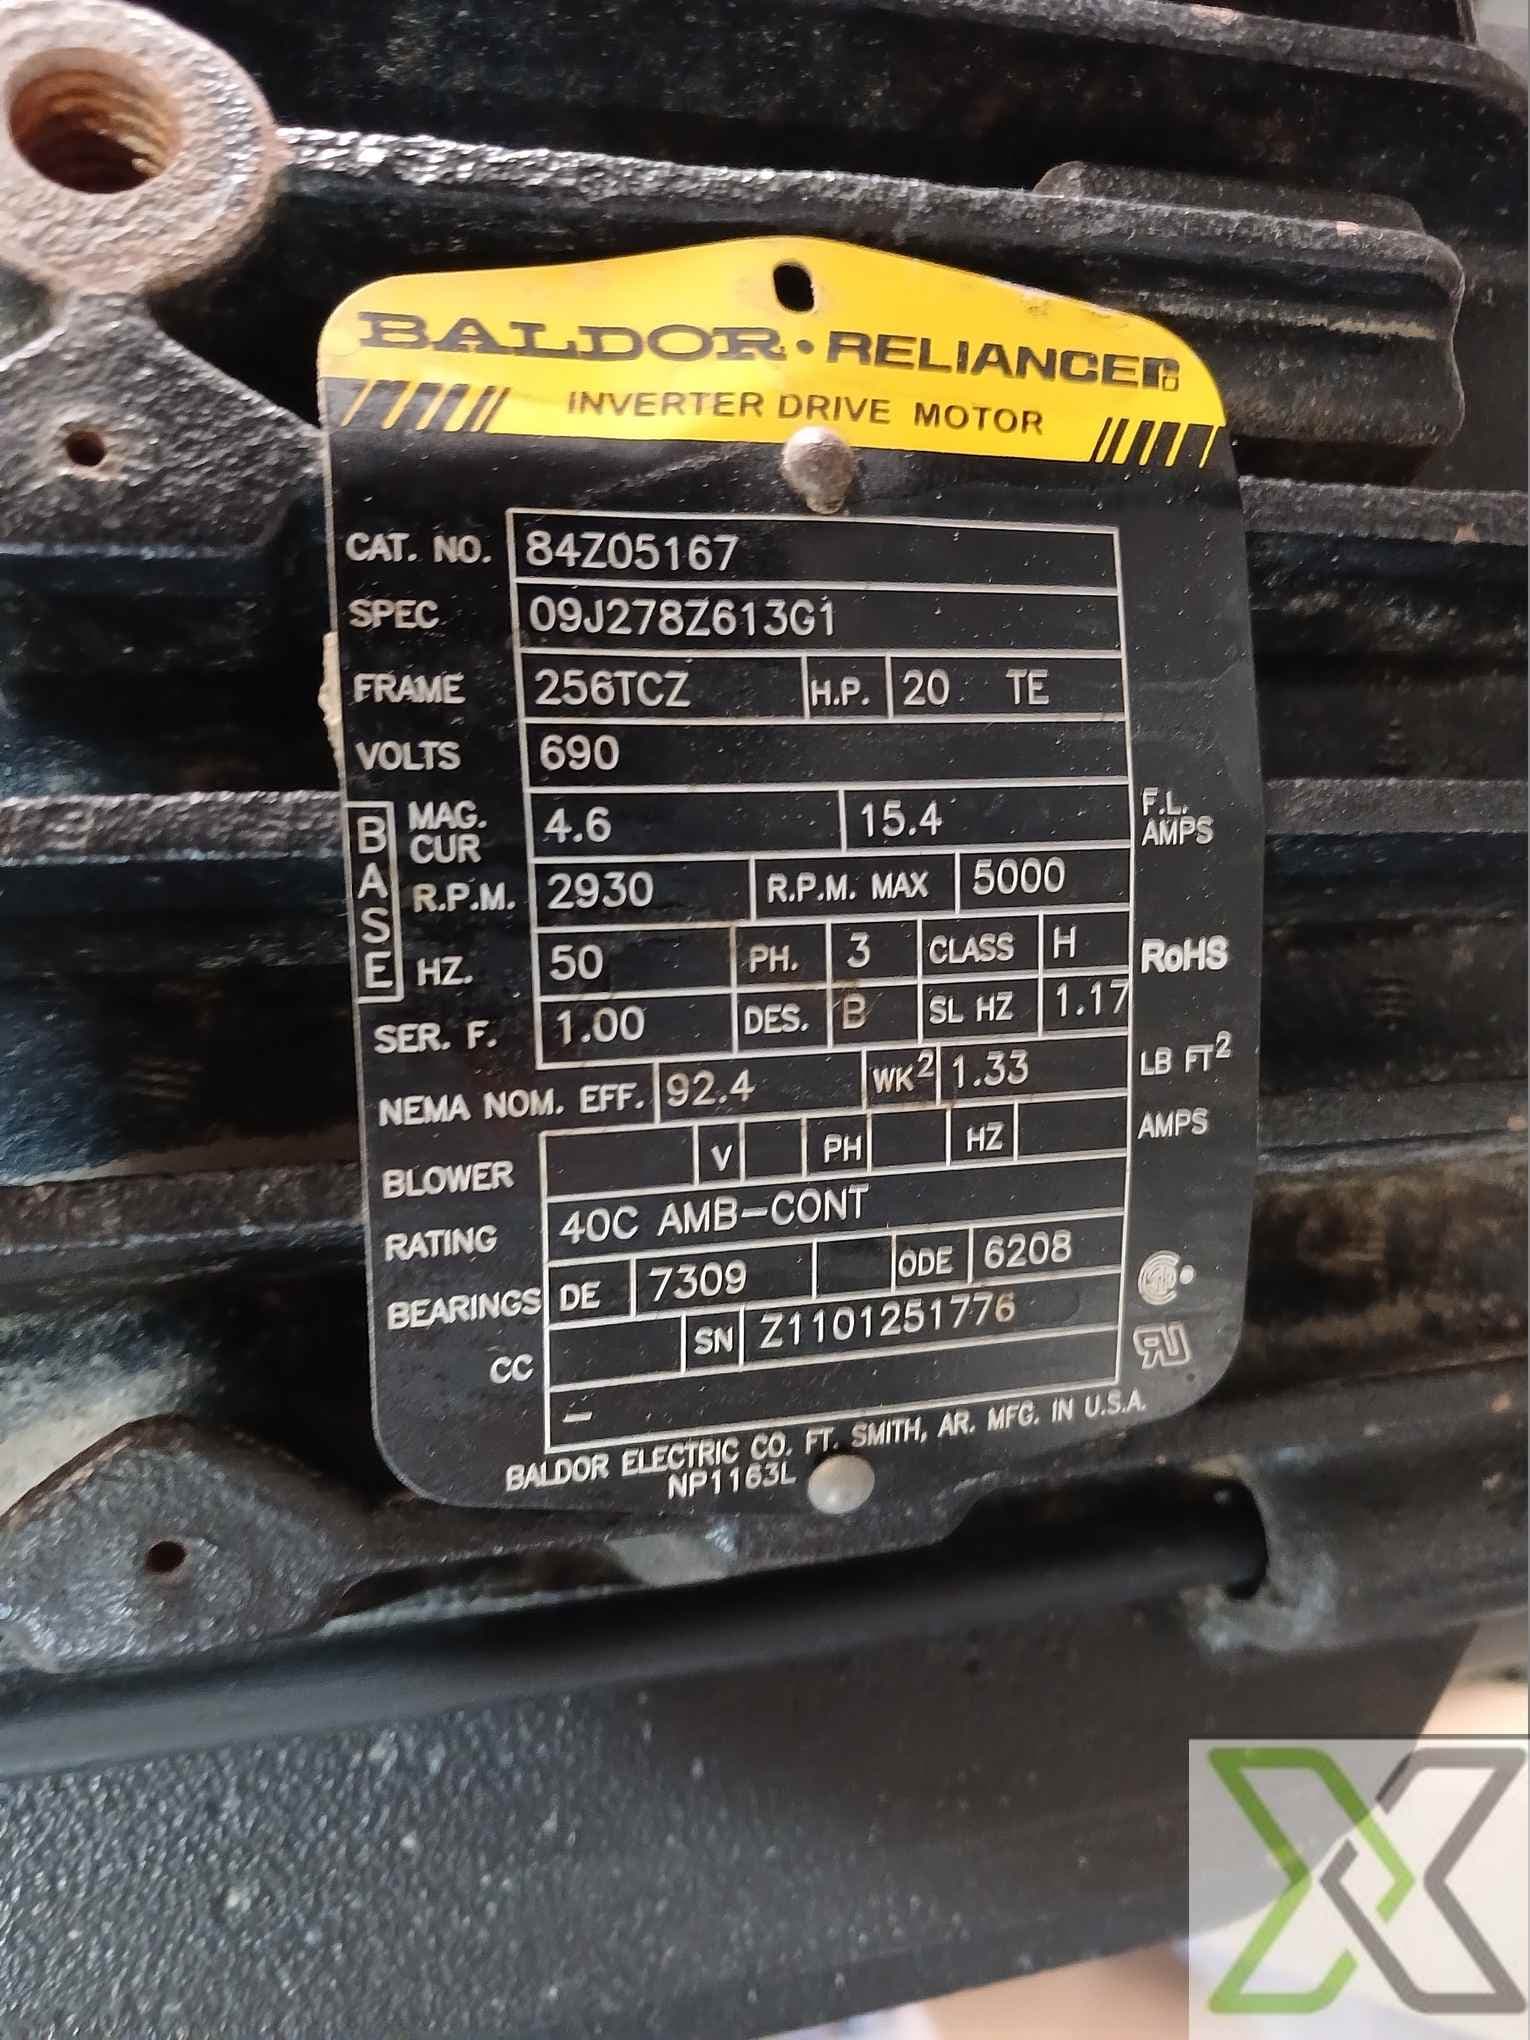 BALDOR • RELIANCER
INVERTER DRIVE MOTOR
CAT. NO. 84Z05167
SPEC 09J278Z613G1
FRAME 256TCZ H.P. 20 TE
VOLTS 690
BASE MAG. CUR 4.6 15.4 F.L. AMPS
R.P.M. 2930 R.P.M. MAX 5000
HZ. 50 PH. 3 CLASS H RoHS
SER. F. 1.00 DES. B SL HZ 1.17
NEMA NOM. EFF. 92.4 WK² 1.33 LB FT²
BLOWER V PH HZ AMPS
RATING 40C AMB-CONT
BEARINGS DE 7309 ODE 6208
CC SN Z1101251776
-
BALDOR ELECTRIC CO. FT. SMITH, AR. MFG. IN U.S.A.
NP1163L